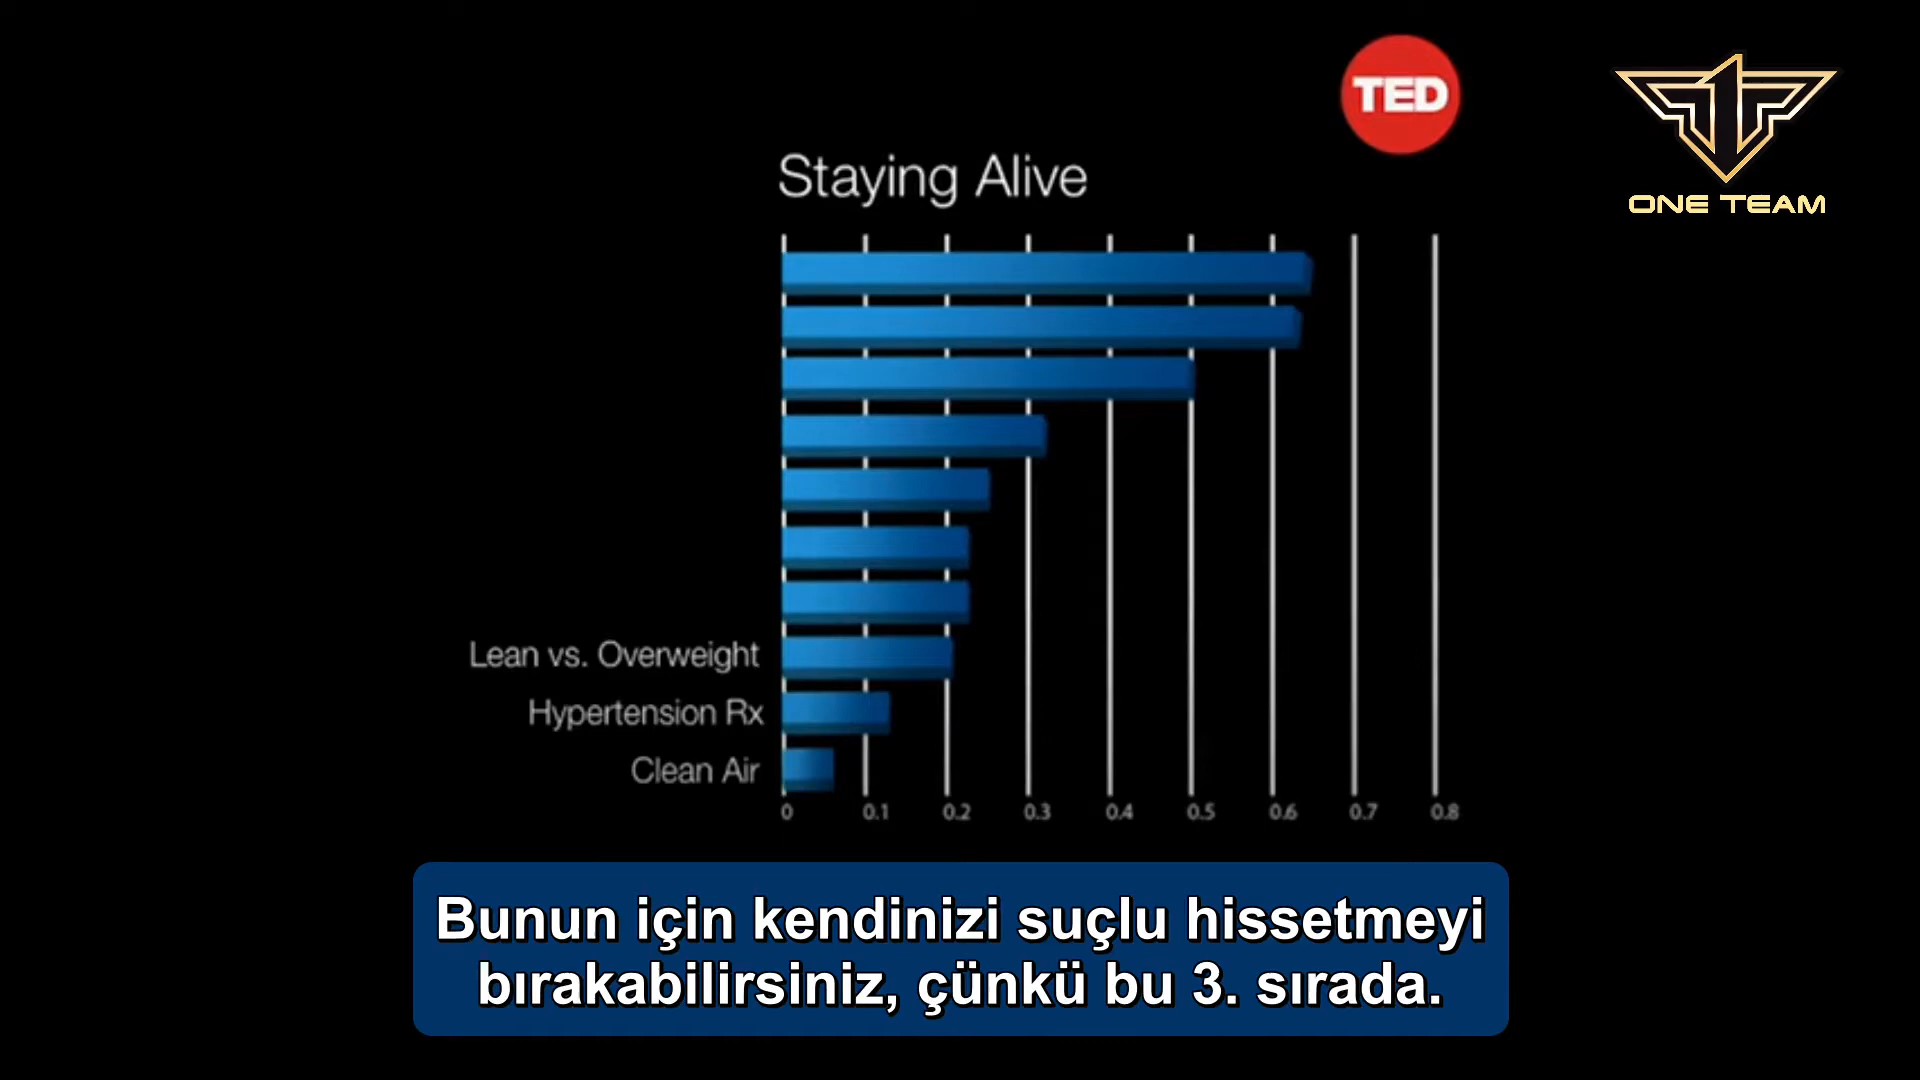 TED
ONE TEAM
Staying Alive
Lean vs. Overweight
Hypertension Rx
Clean Air
0 0.1 0.2 0.3 0.4 0.5 0.6 0.7 0.8
Bunun için kendinizi suçlu hissetmeyi
bırakabilirsiniz, çünkü bu 3. sırada.